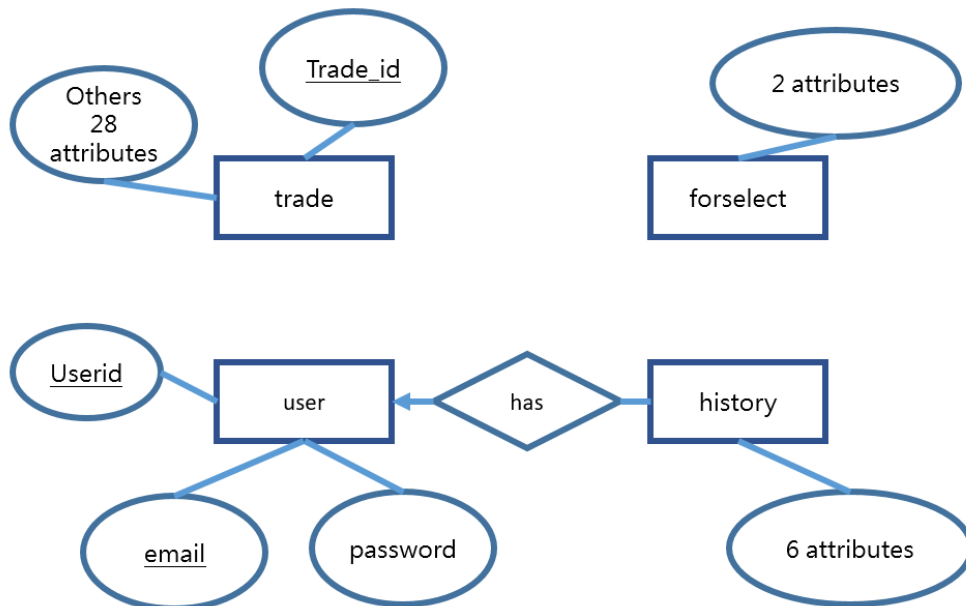 Trade_id
Others
28
attributes
trade
2 attributes
forselect
Userid
user
has
history
email
password
6 attributes